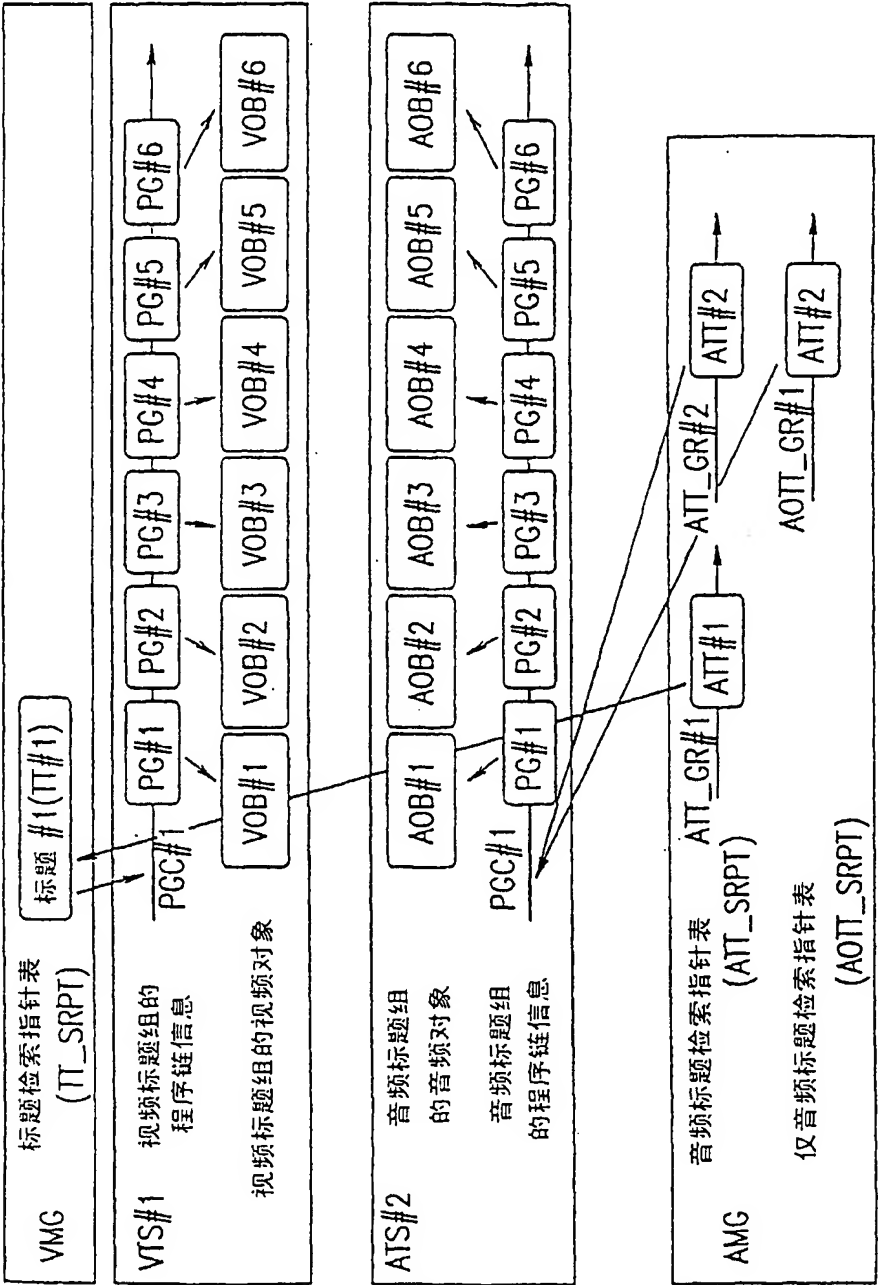 VMG
标题检索指针表
(TT_SRPT)
标题 #1(TT#1)
VTS#1
视频标题组的
程序链信息
PGC#1
PG#1
PG#2
PG#3
PG#4
PG#5
PG#6
视频标题组的视频对象
VOB#1
VOB#2
VOB#3
VOB#4
VOB#5
VOB#6
ATS#2
音频标题组
的音频对象
AOB#1
AOB#2
AOB#3
AOB#4
AOB#5
AOB#6
音频标题组
的程序链信息
PGC#1
PG#1
PG#2
PG#3
PG#4
PG#5
PG#6
AMG
音频标题检索指针表
(ATT_SRPT)
ATT_GR#1
ATT#1
ATT_GR#2
ATT#2
仅音频标题检索指针表
(AOTT_SRPT)
AOTT_GR#1
ATT#2